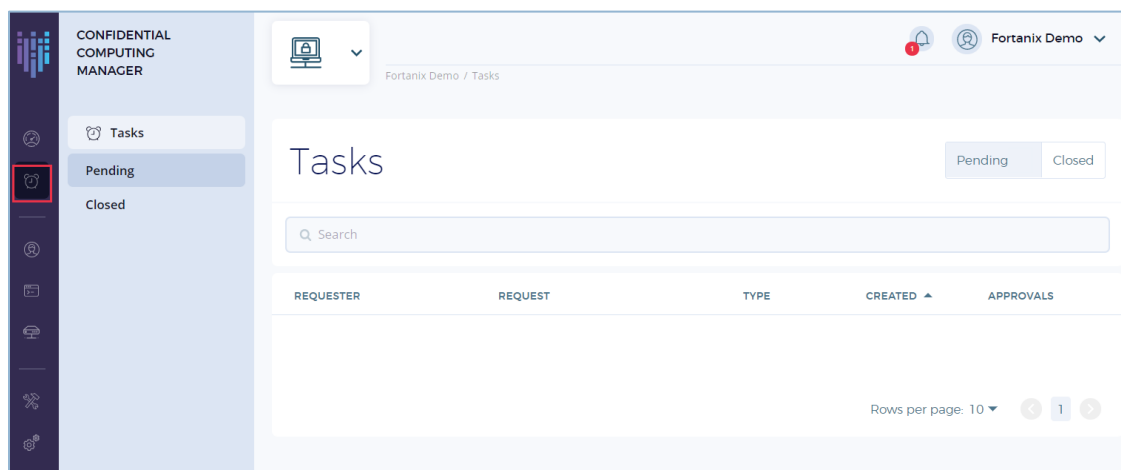 CONFIDENTIAL
COMPUTING
MANAGER
1
Fortanix Demo
Fortanix Demo / Tasks
Tasks
Pending
Closed
Tasks
Pending Closed
Search
REQUESTER REQUEST TYPE CREATED APPROVALS
Rows per page: 10 1